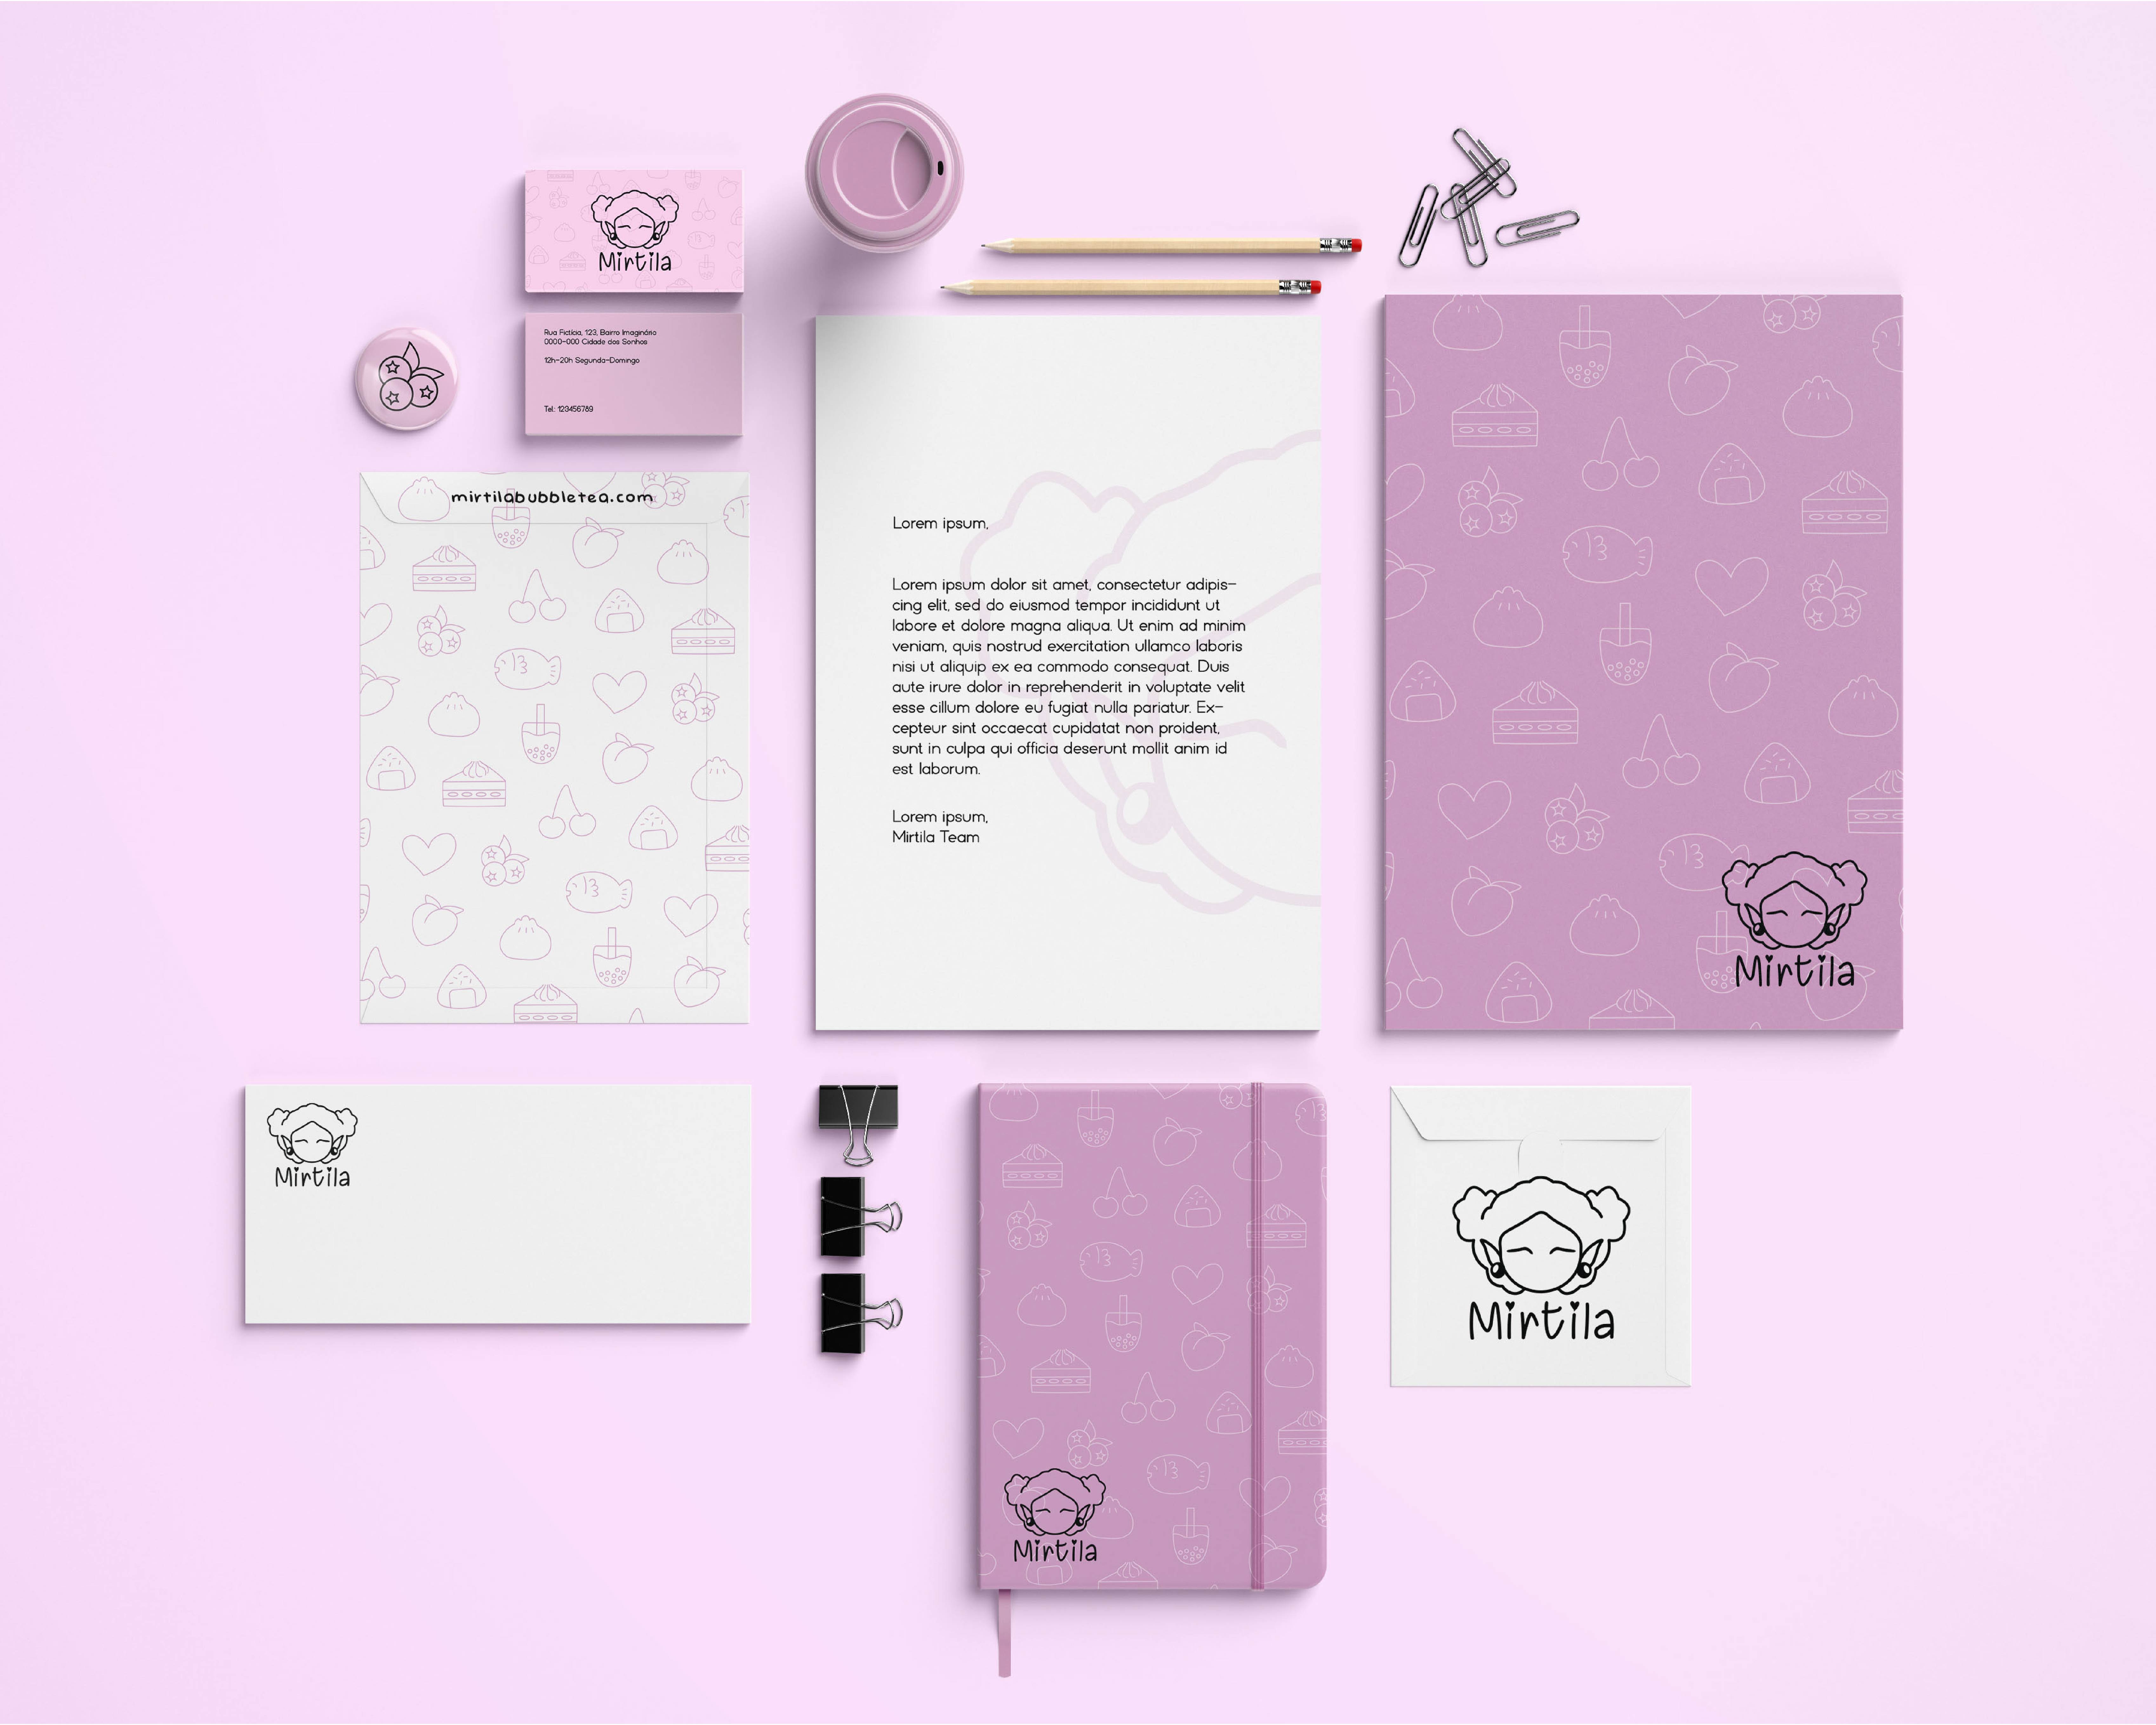 Mirtila
Rua Fictícia, 123, Bairro Imaginário
0000-000 Cidade dos Sonhos
12h-20h Segunda-Domingo
Tel: 123456789
mirtilabubbletea.com
Lorem ipsum,
Lorem ipsum dolor sit amet, consectetur adipis-
cing elit, sed do eiusmod tempor incididunt ut
labore et dolore magna aliqua. Ut enim ad minim
veniam, quis nostrud exercitation ullamco laboris
nisi ut aliquip ex ea commodo consequat. Duis
aute irure dolor in reprehenderit in voluptate velit
esse cillum dolore eu fugiat nulla pariatur. Ex-
cepteur sint occaecat cupidatat non proident,
sunt in culpa qui officia deserunt mollit anim id
est laborum.
Lorem ipsum,
Mirtila Team
Mirtila
Mirtila
Mirtila
Mirtila